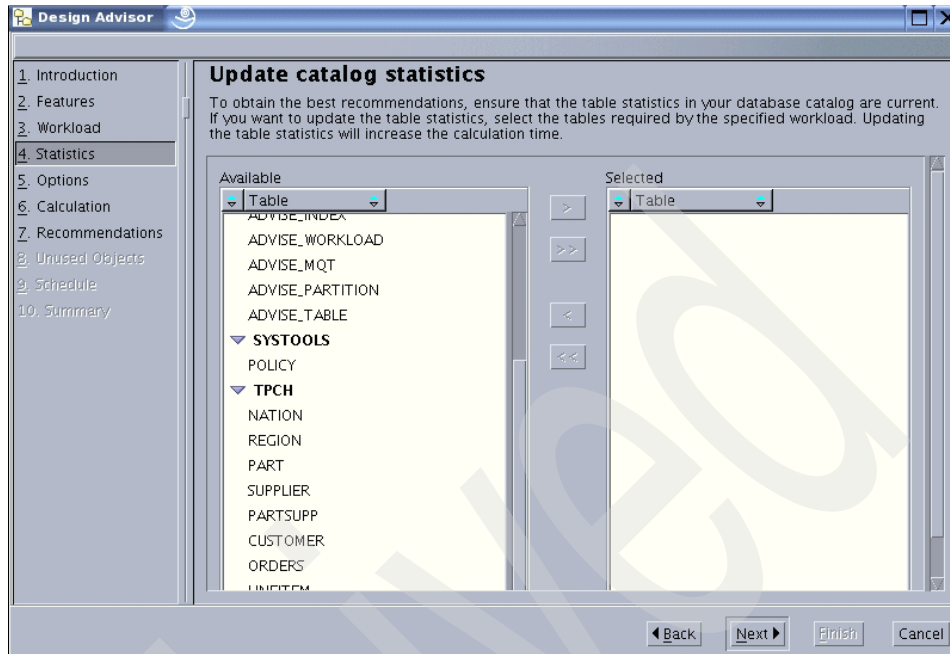 Design Advisor
1. Introduction
2. Features
3. Workload
4. Statistics
5. Options
6. Calculation
7. Recommendations
8. Unused Objects
9. Schedule
10. Summary
Update catalog statistics
To obtain the best recommendations, ensure that the table statistics in your database catalog are current.
If you want to update the table statistics, select the tables required by the specified workload. Updating
the table statistics will increase the calculation time.
Available
Table
ADVISE_INDEX
ADVISE_WORKLOAD
ADVISE_MQT
ADVISE_PARTITION
ADVISE_TABLE
SYSTOOLS
POLICY
TPCH
NATION
REGION
PART
SUPPLIER
PARTSUPP
CUSTOMER
ORDERS
LINEITEM
>
>>
<
<<
Selected
Table
Back Next Finish Cancel